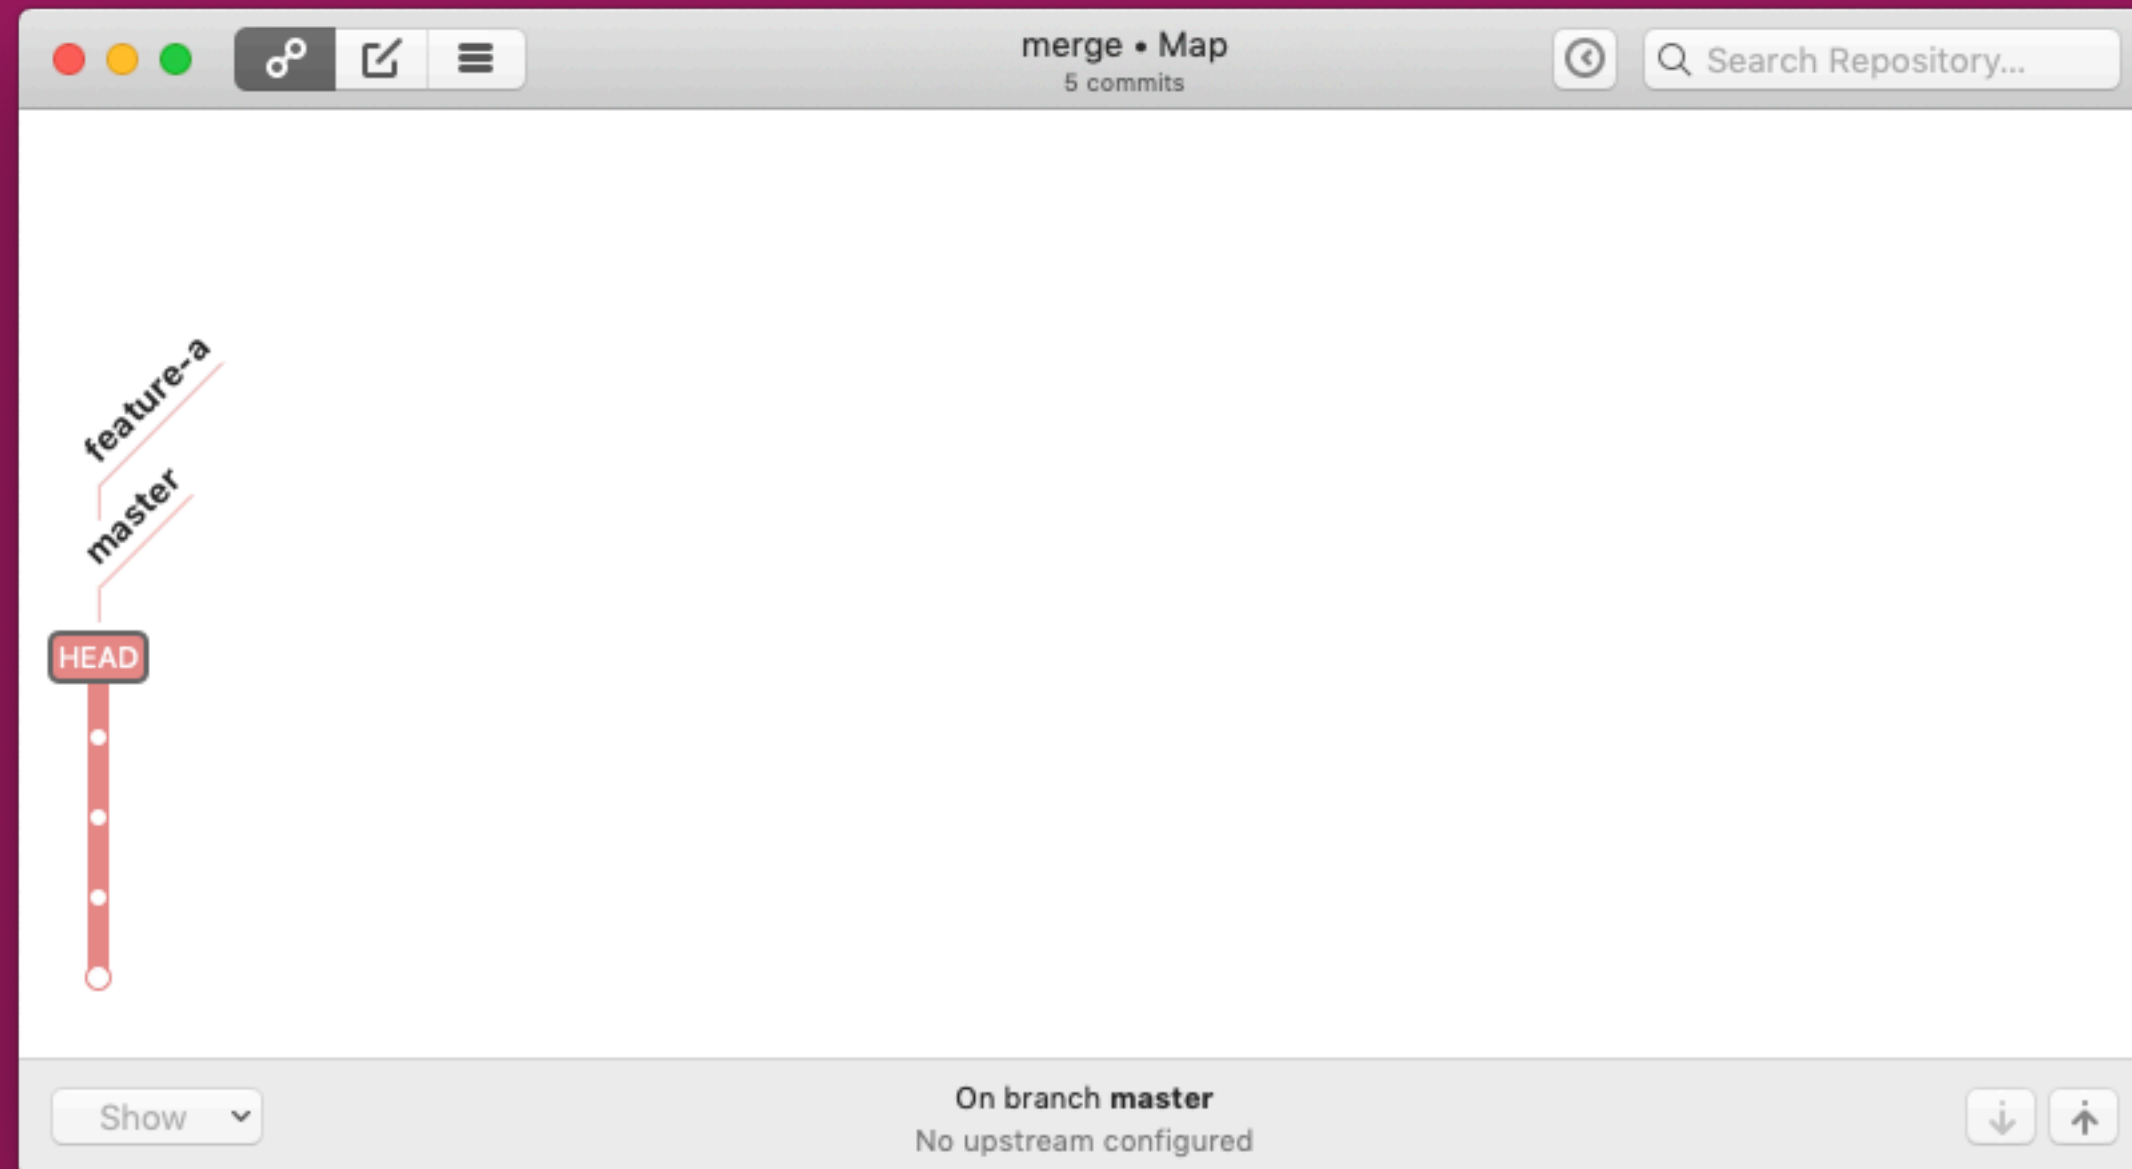 merge • Map
5 commits
Search Repository...
feature-a
master
HEAD
Show
On branch master
No upstream configured